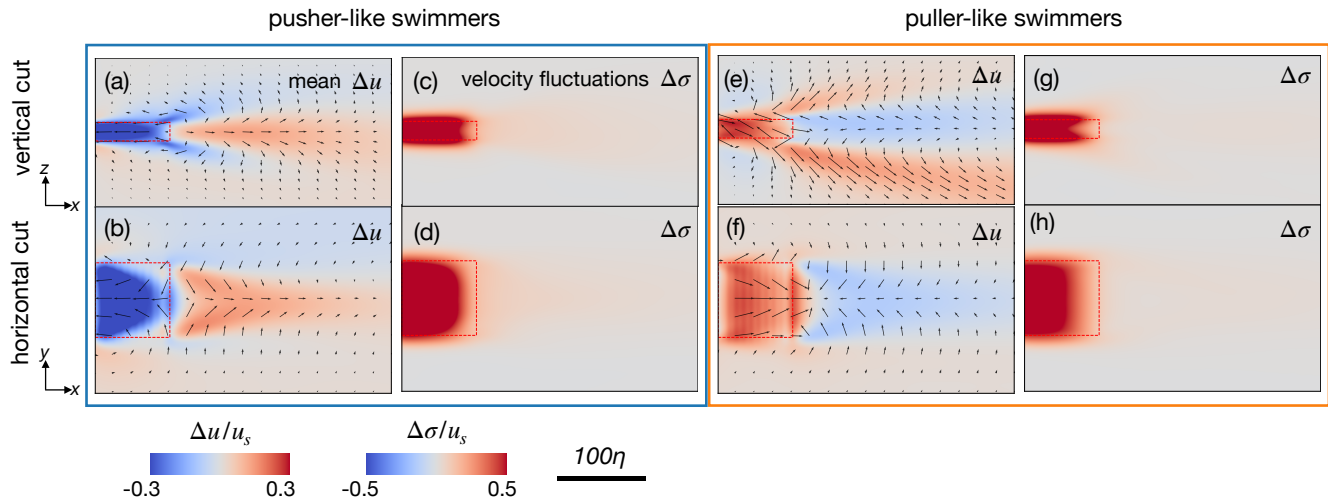 pusher-like swimmers
puller-like swimmers
vertical cut
(a) mean Δu
(c) velocity fluctuations Δσ
(e) Δu
(g) Δσ
z
x
horizontal cut
(b) Δu
(d) Δσ
(f) Δu
(h) Δσ
y
x
Δu/u_s
Δσ/u_s
100η
-0.3 0.3
-0.5 0.5